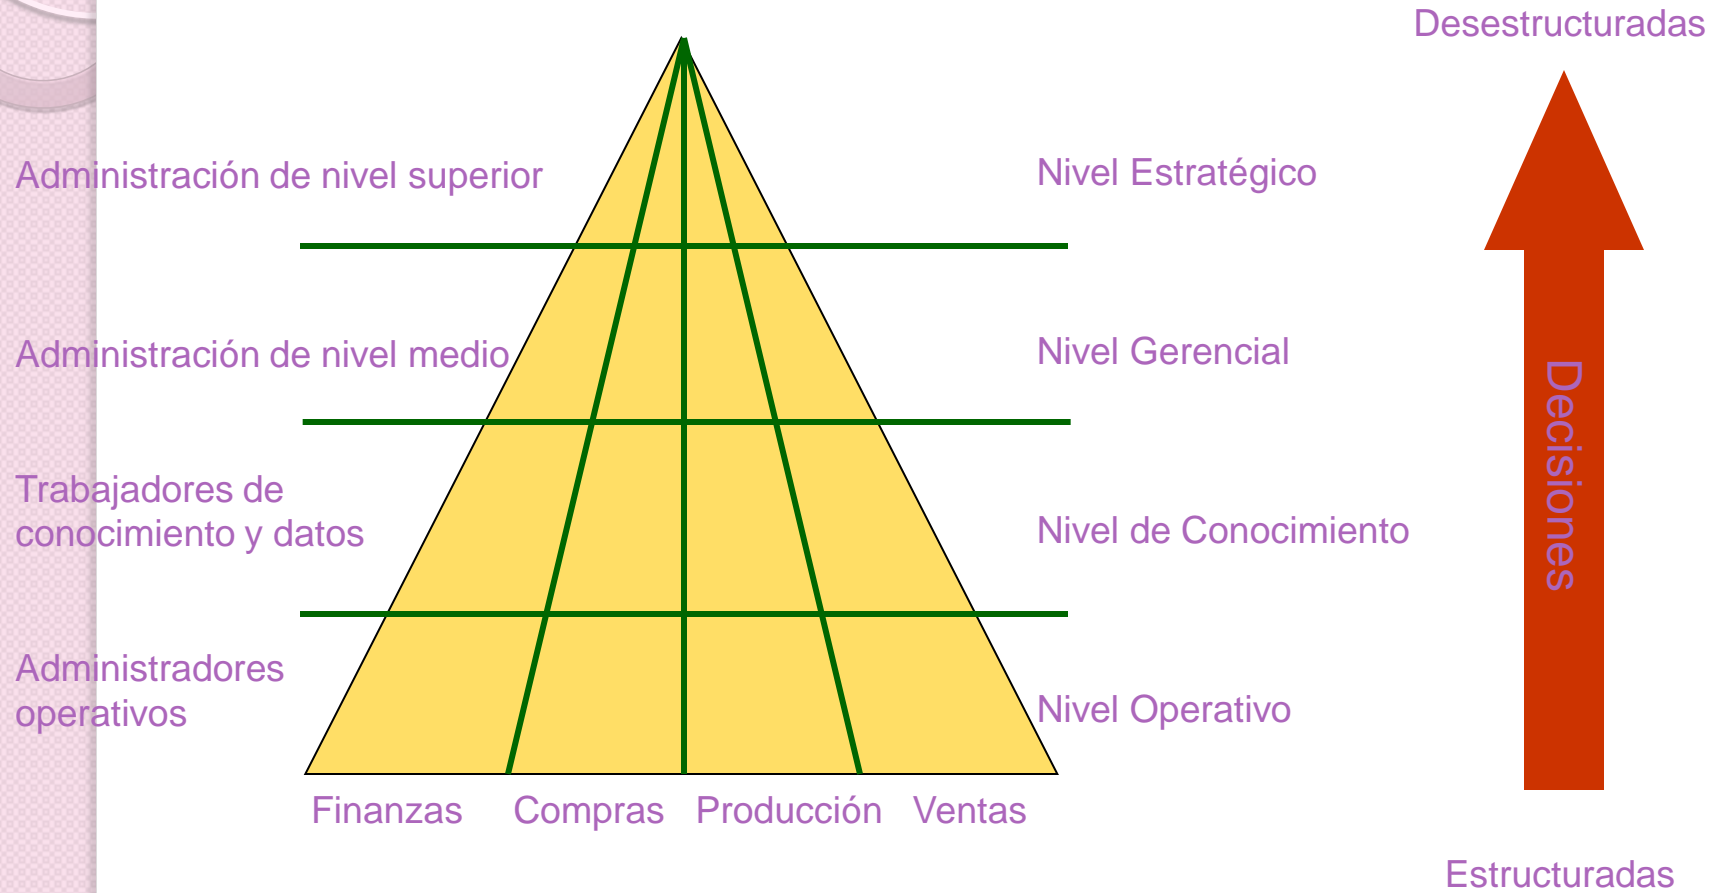 Desestructuradas
Administración de nivel superior
Nivel Estratégico
Administración de nivel medio
Nivel Gerencial
Decisiones
Trabajadores de
conocimiento y datos
Nivel de Conocimiento
Administradores
operativos
Nivel Operativo
Finanzas
Compras
Producción
Ventas
Estructuradas